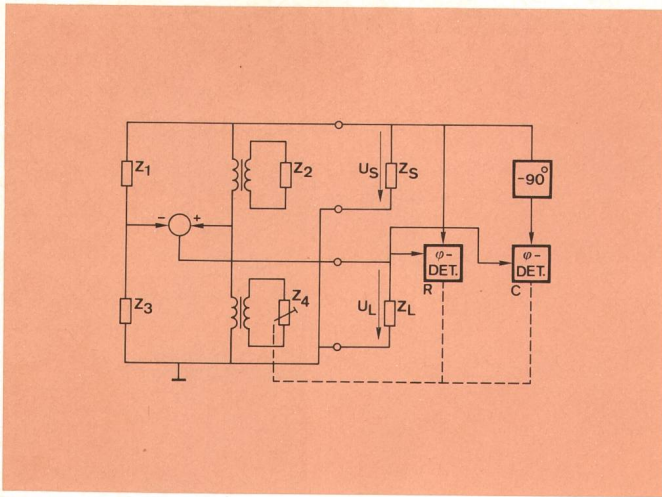 Z1
Z2
US
ZS
-90°
− +
φ-
DET.
R
φ-
DET.
C
Z3
Z4
UL
ZL